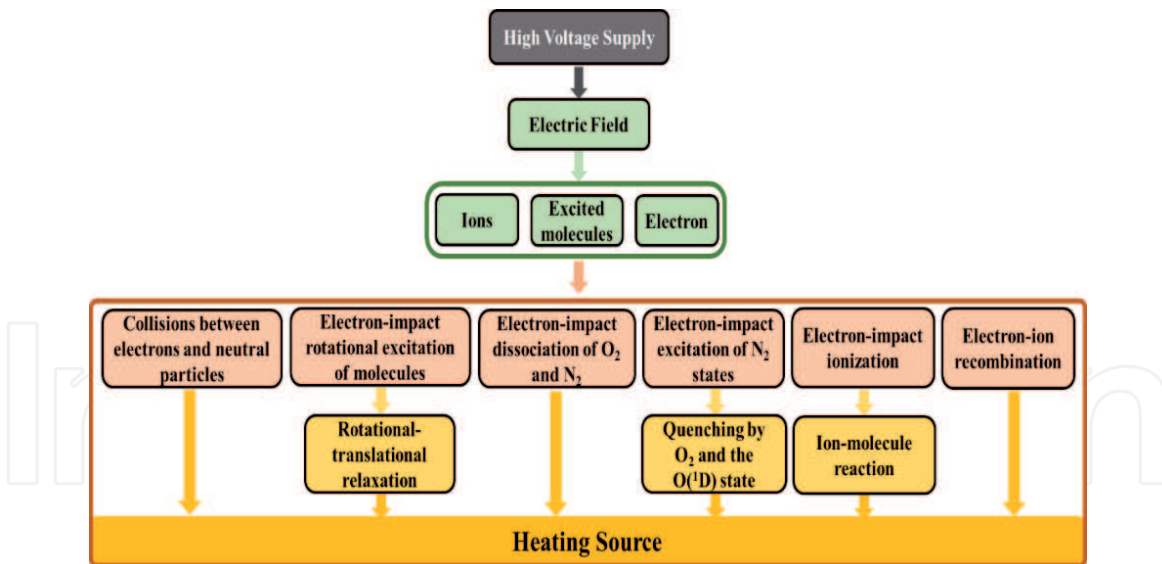 High Voltage Supply
Electric Field
Ions
Excited
molecules
Electron
Collisions between
electrons and neutral
particles
Electron-impact
rotational excitation
of molecules
Electron-impact
dissociation of O₂
and N₂
Electron-impact
excitation of N₂
states
Electron-impact
ionization
Electron-ion
recombination
Rotational-
translational
relaxation
Quenching by
O₂ and the
O(¹D) state
Ion-molecule
reaction
Heating Source